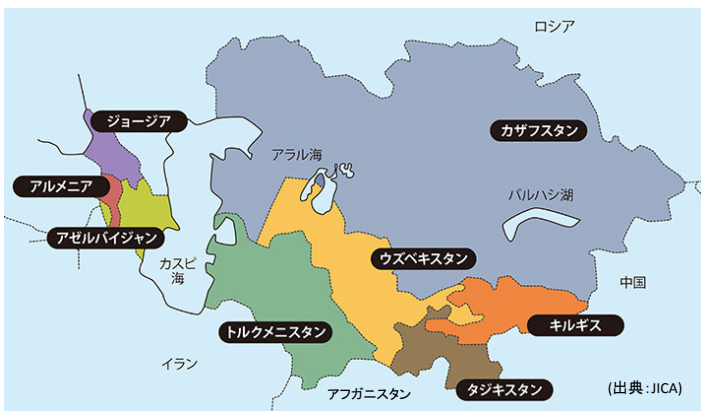 ロシア
ジョージア
カザフスタン
アラル海
アルメニア
バルハシ湖
アゼルバイジャン
カスピ
海
ウズベキスタン
中国
トルクメニスタン
キルギス
イラン
アフガニスタン
タジキスタン
(出典：JICA)